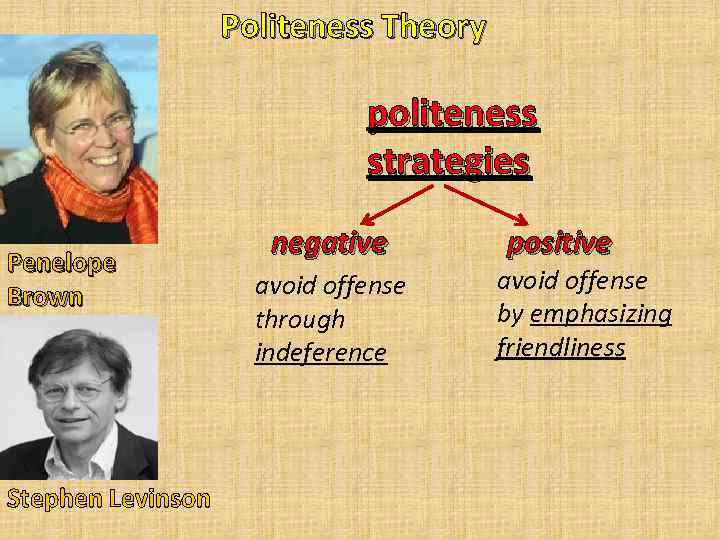 Politeness Theory
politeness
strategies
Penelope
Brown
negative
avoid offense
through
indeference
positive
avoid offense
by emphasizing
friendliness
Stephen Levinson